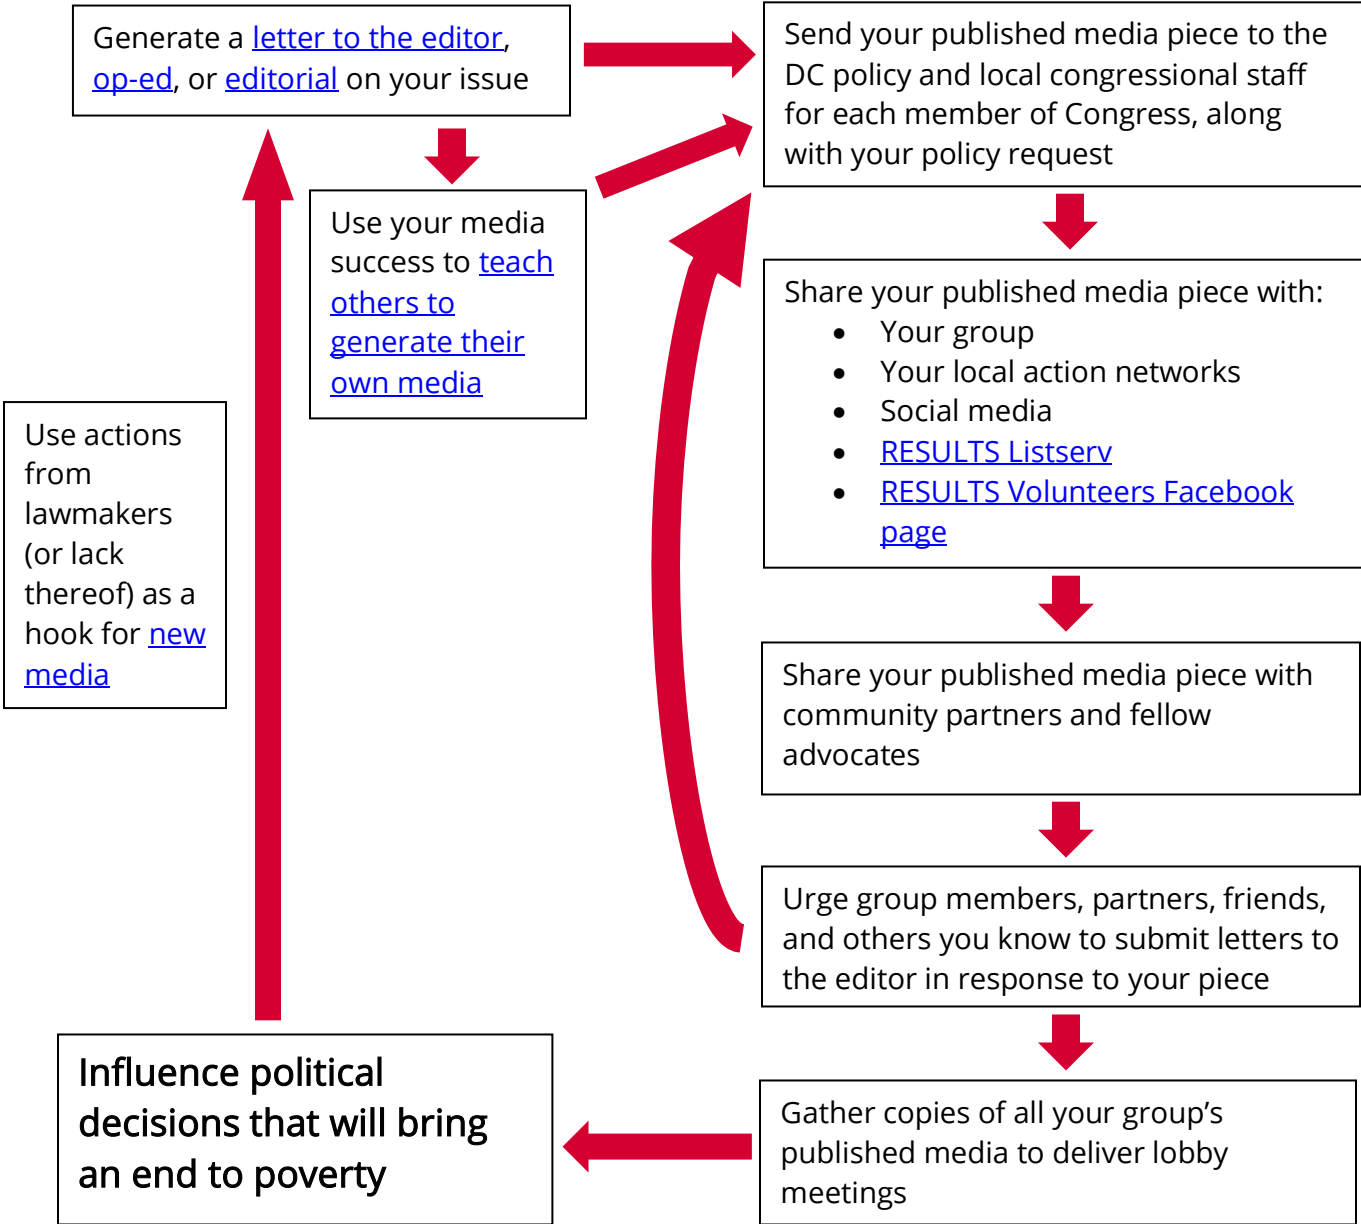 Generate a letter to the editor,
op-ed, or editorial on your issue
Send your published media piece to the
DC policy and local congressional staff
for each member of Congress, along
with your policy request
Use your media
success to teach
others to
generate their
own media
Share your published media piece with:
• Your group
• Your local action networks
• Social media
• RESULTS Listserv
• RESULTS Volunteers Facebook
page
Use actions
from
lawmakers
(or lack
thereof) as a
hook for new
media
Share your published media piece with
community partners and fellow
advocates
Urge group members, partners, friends,
and others you know to submit letters to
the editor in response to your piece
Influence political
decisions that will bring
an end to poverty
Gather copies of all your group’s
published media to deliver lobby
meetings